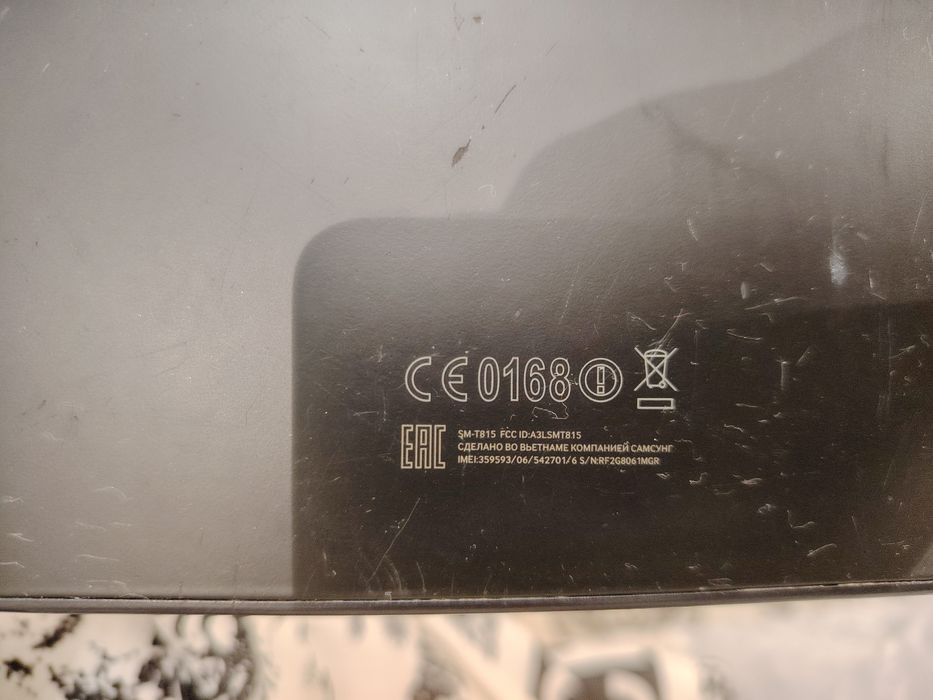 CE0168
EAC
SM-T815 FCC ID:A3LSMT815
СДЕЛАНО ВО ВЬЕТНАМЕ КОМПАНИЕЙ САМСУНГ
IMEI:359593/06/542701/6 S/N:RF2G8061MGR